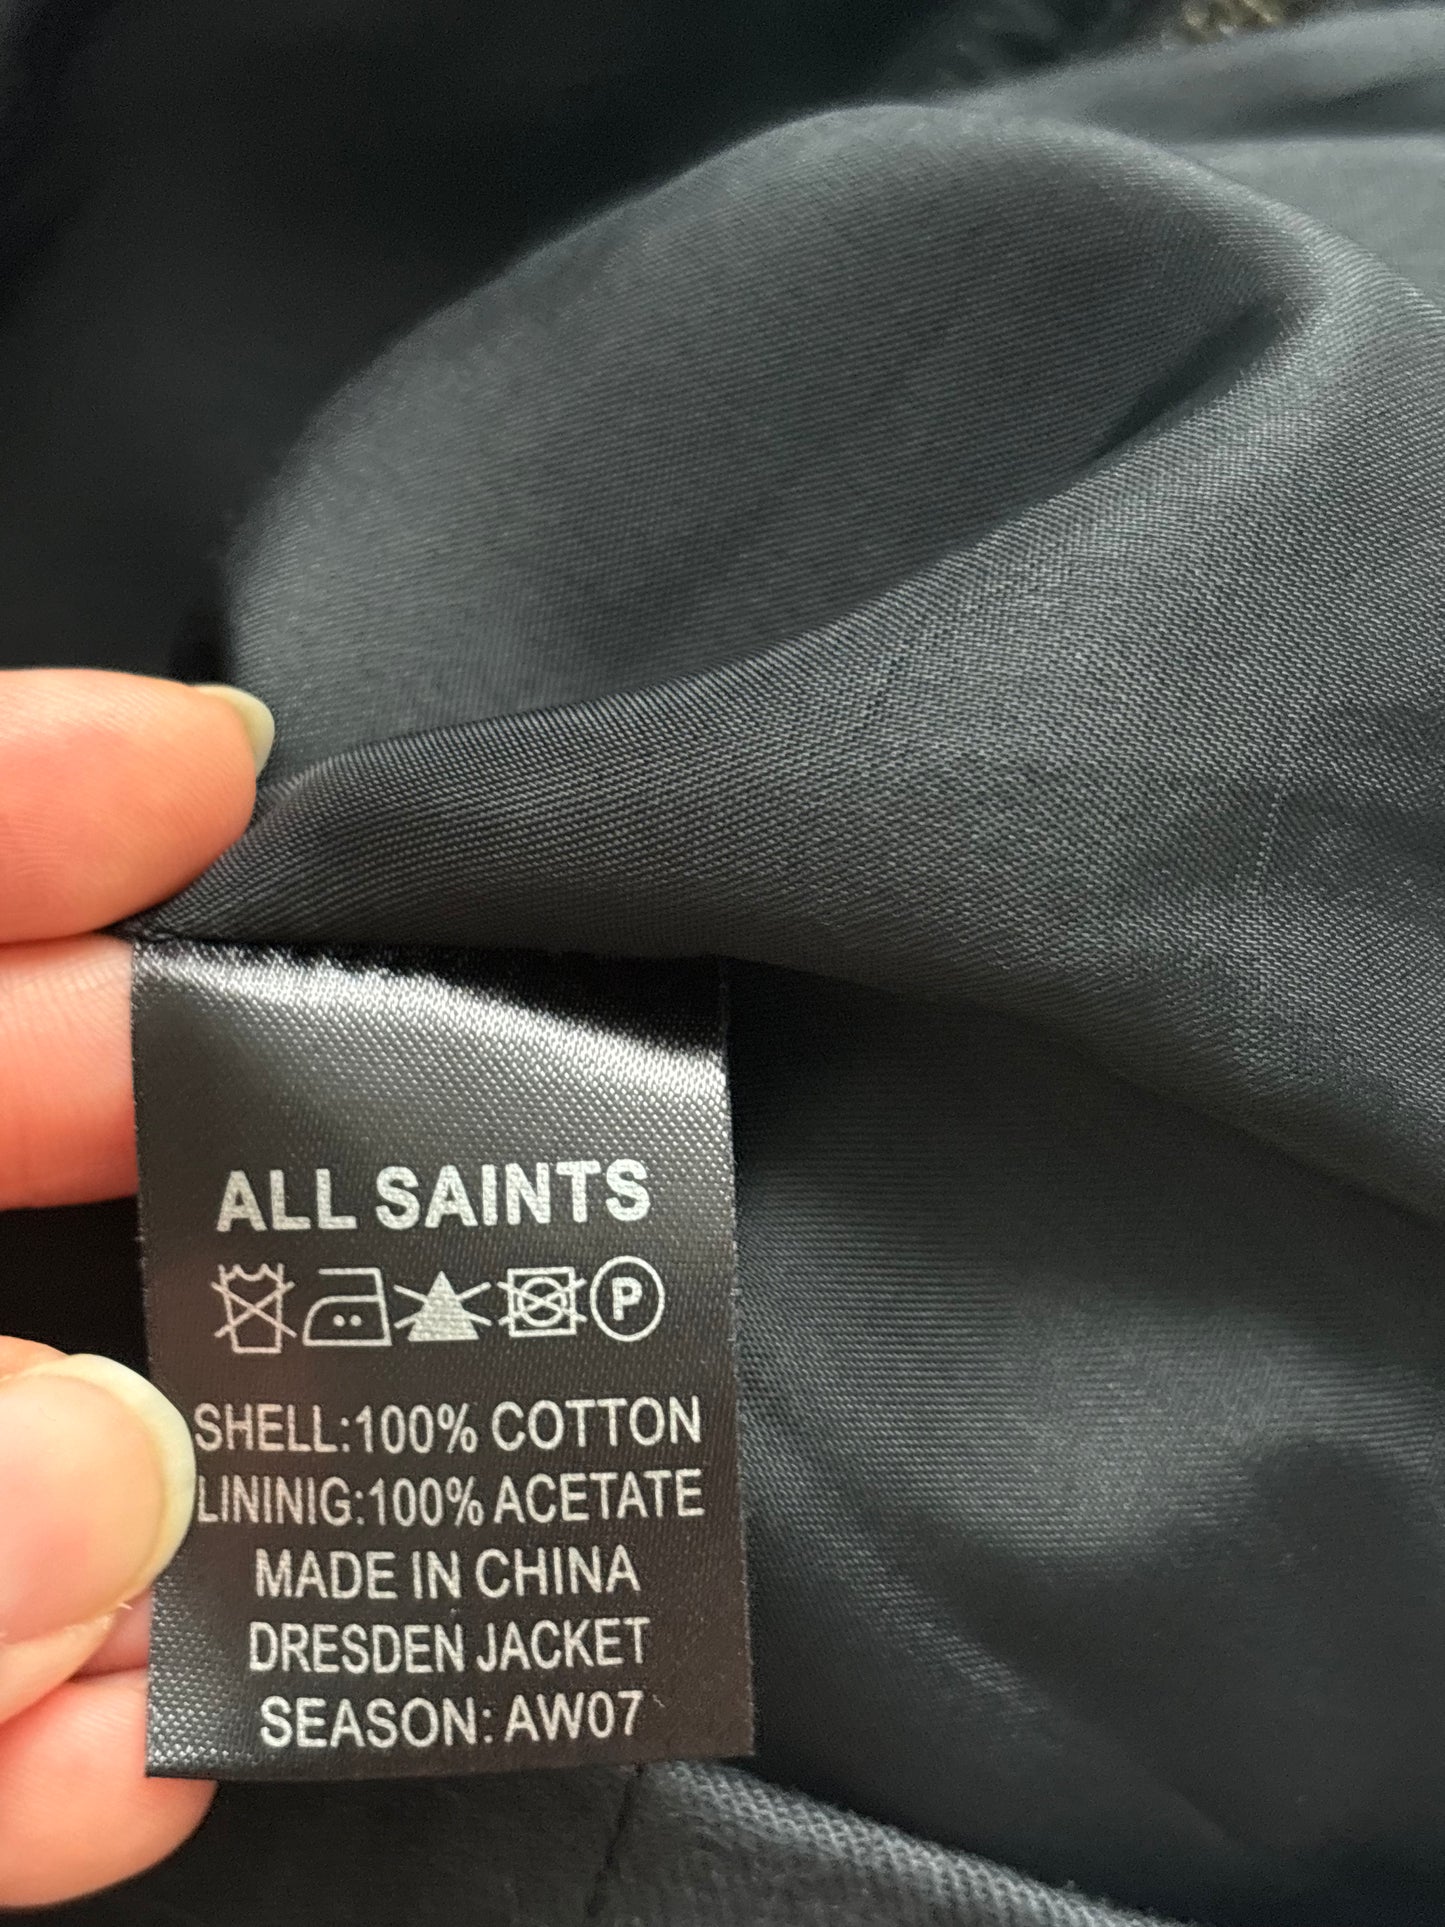 ALL SAINTS
P
SHELL:100% COTTON
LININIG:100% ACETATE
MADE IN CHINA
DRESDEN JACKET
SEASON: AW07